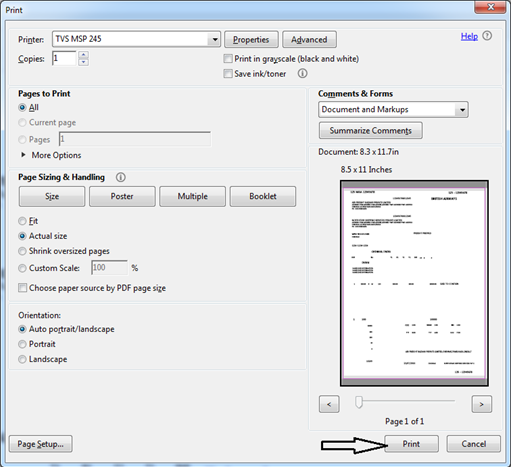 Print
Printer: TVS MSP 245 Properties Advanced Help
Copies: 1 Print in grayscale (black and white)
Save ink/toner
Pages to Print
All
Current page
Pages 1
More Options
Page Sizing & Handling
Size Poster Multiple Booklet
Fit
Actual size
Shrink oversized pages
Custom Scale: 100 %
Choose paper source by PDF page size
Orientation:
Auto portrait/landscape
Portrait
Landscape
Comments & Forms
Document and Markups
Summarize Comments
Document: 8.3 x 11.7in
8.5 x 11 Inches
< >
Page 1 of 1
Page Setup... Print Cancel